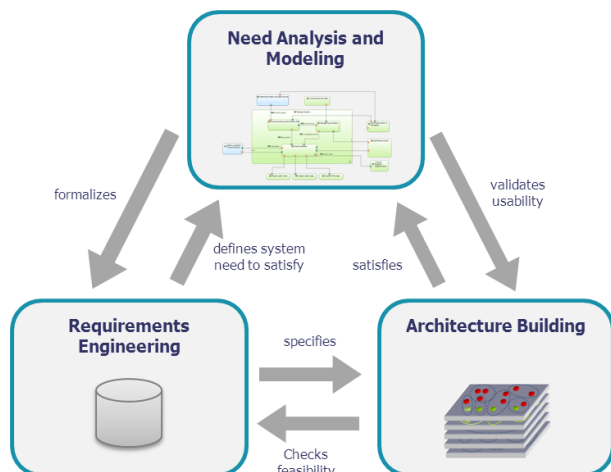 Need Analysis and
Modeling
formalizes
validates
usability
defines system
need to satisfy
satisfies
Requirements
Engineering
specifies
Architecture Building
Checks
feasibility